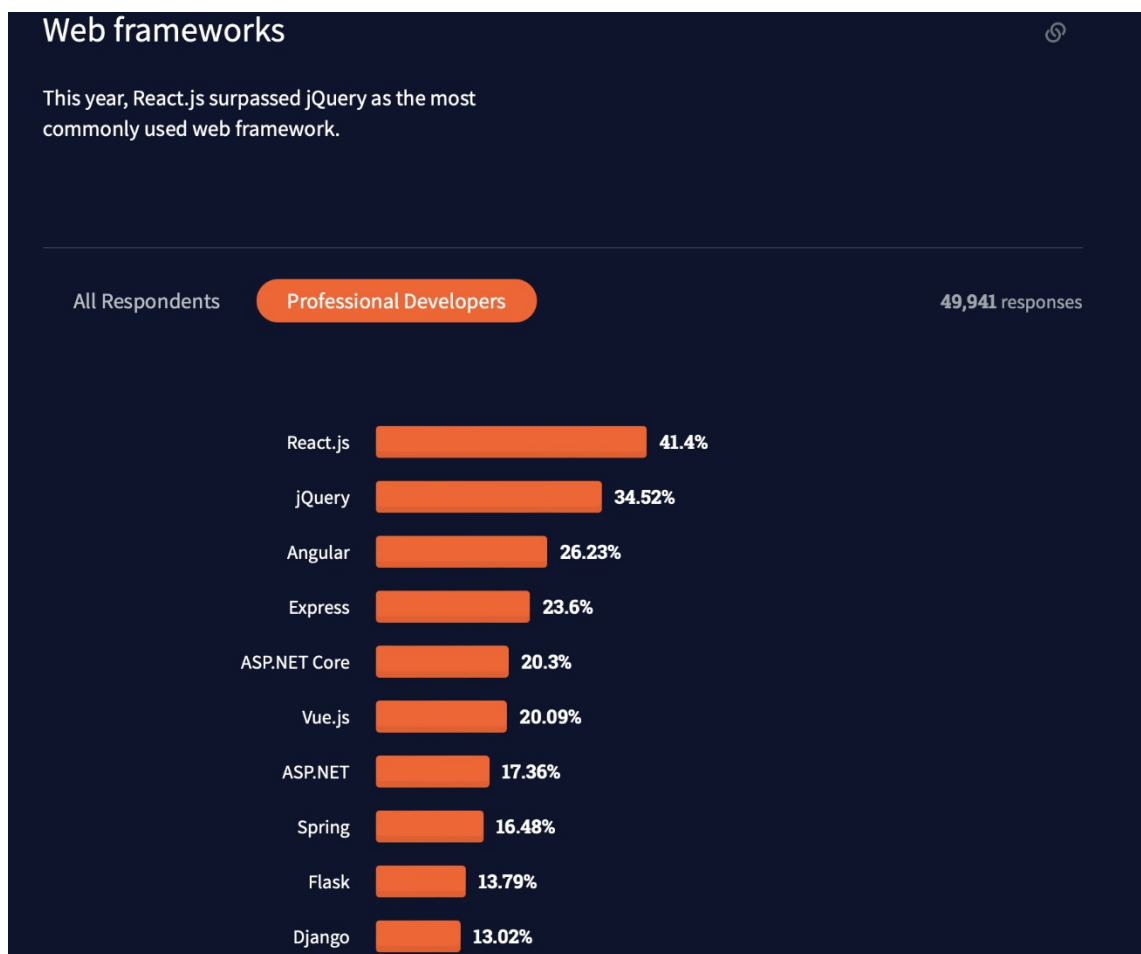 Web frameworks
This year, React.js surpassed jQuery as the most
commonly used web framework.
All Respondents Professional Developers 49,941 responses
React.js 41.4%
jQuery 34.52%
Angular 26.23%
Express 23.6%
ASP.NET Core 20.3%
Vue.js 20.09%
ASP.NET 17.36%
Spring 16.48%
Flask 13.79%
Django 13.02%